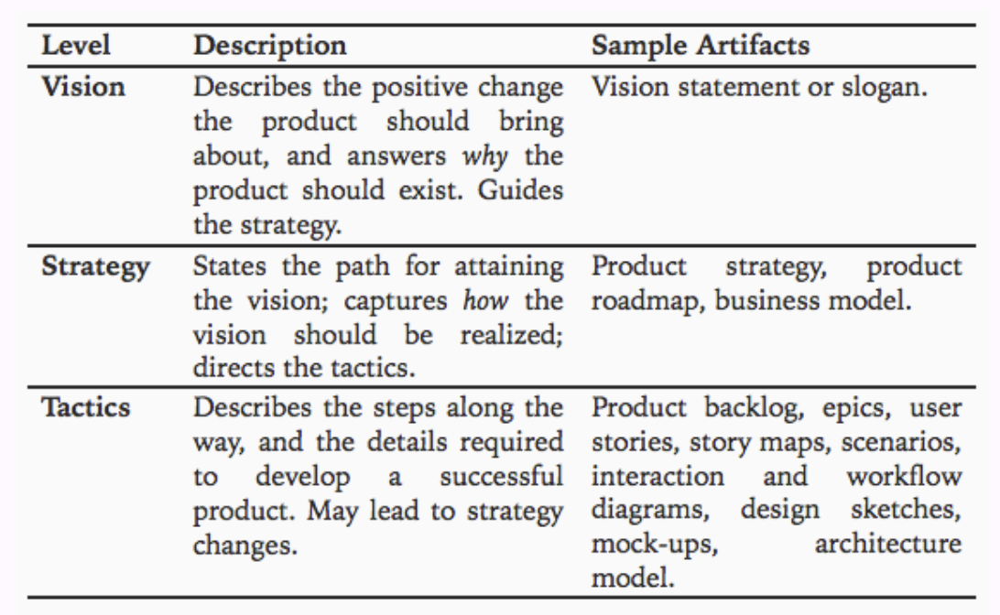 Level Description Sample Artifacts
Vision Describes the positive change Vision statement or slogan.
the product should bring
about, and answers why the
product should exist. Guides
the strategy.
Strategy States the path for attaining Product strategy, product
the vision; captures how the roadmap, business model.
vision should be realized;
directs the tactics.
Tactics Describes the steps along the Product backlog, epics, user
way, and the details required stories, story maps, scenarios,
to develop a successful interaction and workflow
product. May lead to strategy diagrams, design sketches,
changes. mock-ups, architecture
model.